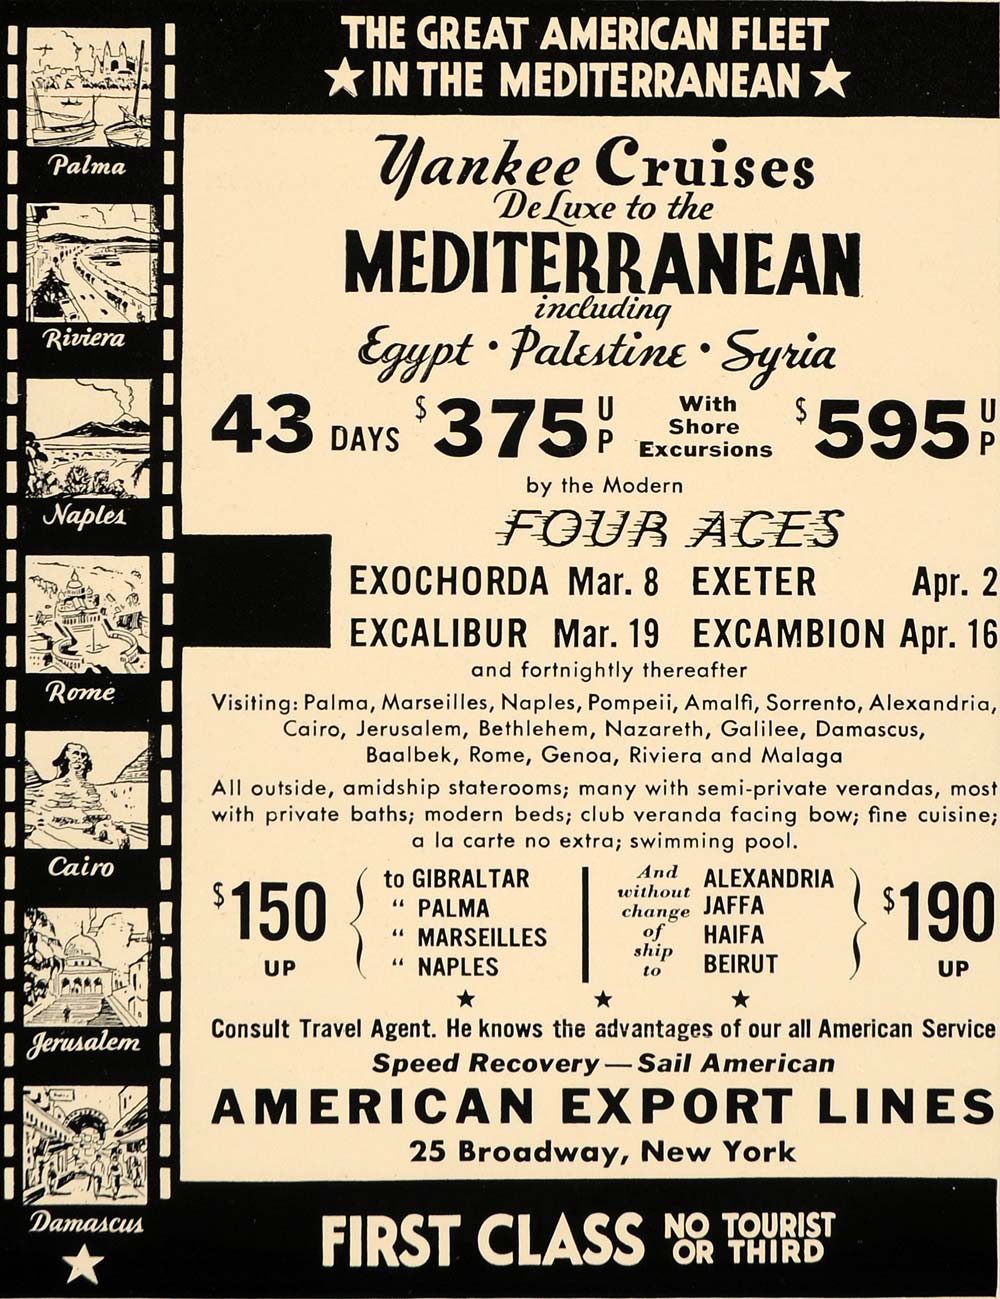 THE GREAT AMERICAN FLEET
IN THE MEDITERRANEAN
Palma
Riviera
Naples
Rome
Cairo
Jerusalem
Damascus
Yankee Cruises
De Luxe to the
MEDITERRANEAN
including
Egypt • Palestine • Syria
43 DAYS $375 UP With Shore Excursions $595 UP
by the Modern
FOUR ACES
EXOCHORDA Mar. 8 EXETER Apr. 2
EXCALIBUR Mar. 19 EXCAMBION Apr. 16
and fortnightly thereafter
Visiting: Palma, Marseilles, Naples, Pompeii, Amalfi, Sorrento, Alexandria,
Cairo, Jerusalem, Bethlehem, Nazareth, Galilee, Damascus,
Baalbek, Rome, Genoa, Riviera and Malaga
All outside, amidship staterooms; many with semi-private verandas, most
with private baths; modern beds; club veranda facing bow; fine cuisine;
a la carte no extra; swimming pool.
$150
UP
to GIBRALTAR
“ PALMA
“ MARSEILLES
“ NAPLES
And
without
change
of
ship
to
ALEXANDRIA
JAFFA
HAIFA
BEIRUT
$190
UP
Consult Travel Agent. He knows the advantages of our all American Service
Speed Recovery—Sail American
AMERICAN EXPORT LINES
25 Broadway, New York
FIRST CLASS NO TOURIST
OR THIRD